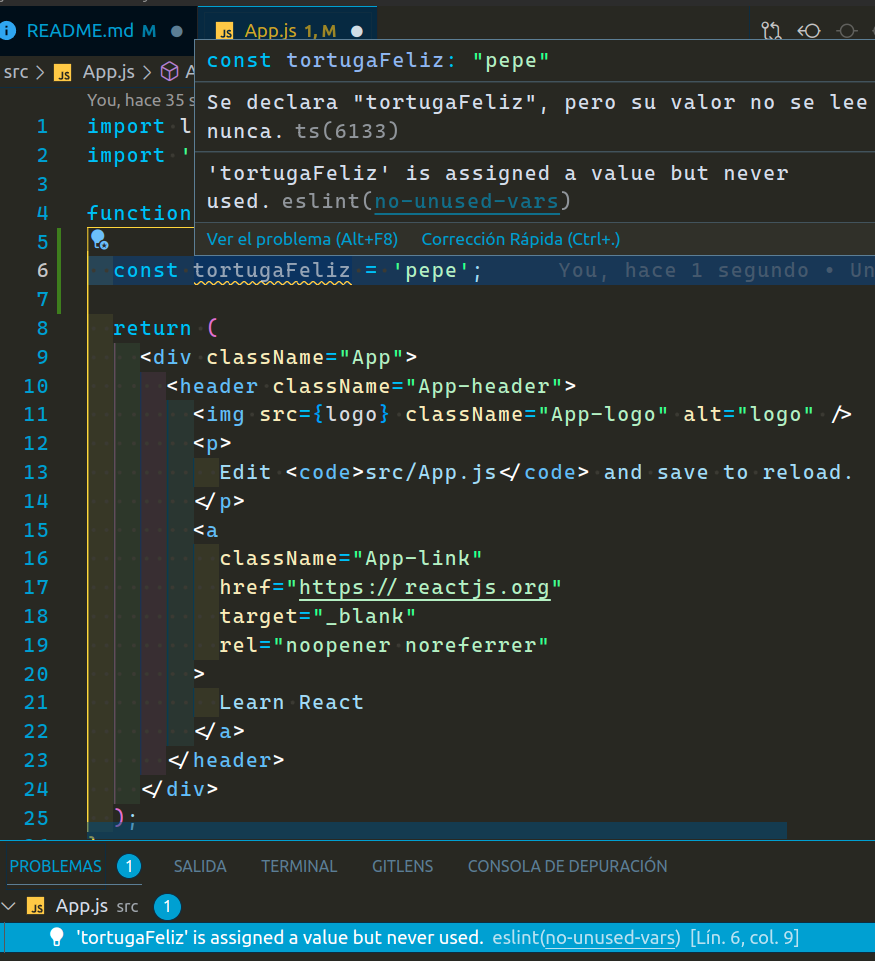 README.md M
App.js 1, M
src > App.js > A
const tortugaFeliz: "pepe"
Se declara "tortugaFeliz", pero su valor no se lee
nunca. ts(6133)
'tortugaFeliz' is assigned a value but never
used. eslint(no-unused-vars)
Ver el problema (Alt+F8) Corrección Rápida (Ctrl+.)
You, hace 35 s
1 import l
2 import '
3
4 function
5
6 const tortugaFeliz = 'pepe'; You, hace 1 segundo • Un
7
8 return (
9 <div className="App">
10 <header className="App-header">
11 <img src={logo} className="App-logo" alt="logo" />
12 <p>
13 Edit <code>src/App.js</code> and save to reload.
14 </p>
15 <a
16 className="App-link"
17 href="https://reactjs.org"
18 target="_blank"
19 rel="noopener noreferrer"
20 >
21 Learn React
22 </a>
23 </header>
24 </div>
25 );
PROBLEMAS 1 SALIDA TERMINAL GITLENS CONSOLA DE DEPURACIÓN
App.js src 1
'tortugaFeliz' is assigned a value but never used. eslint(no-unused-vars) [Lín. 6, col. 9]